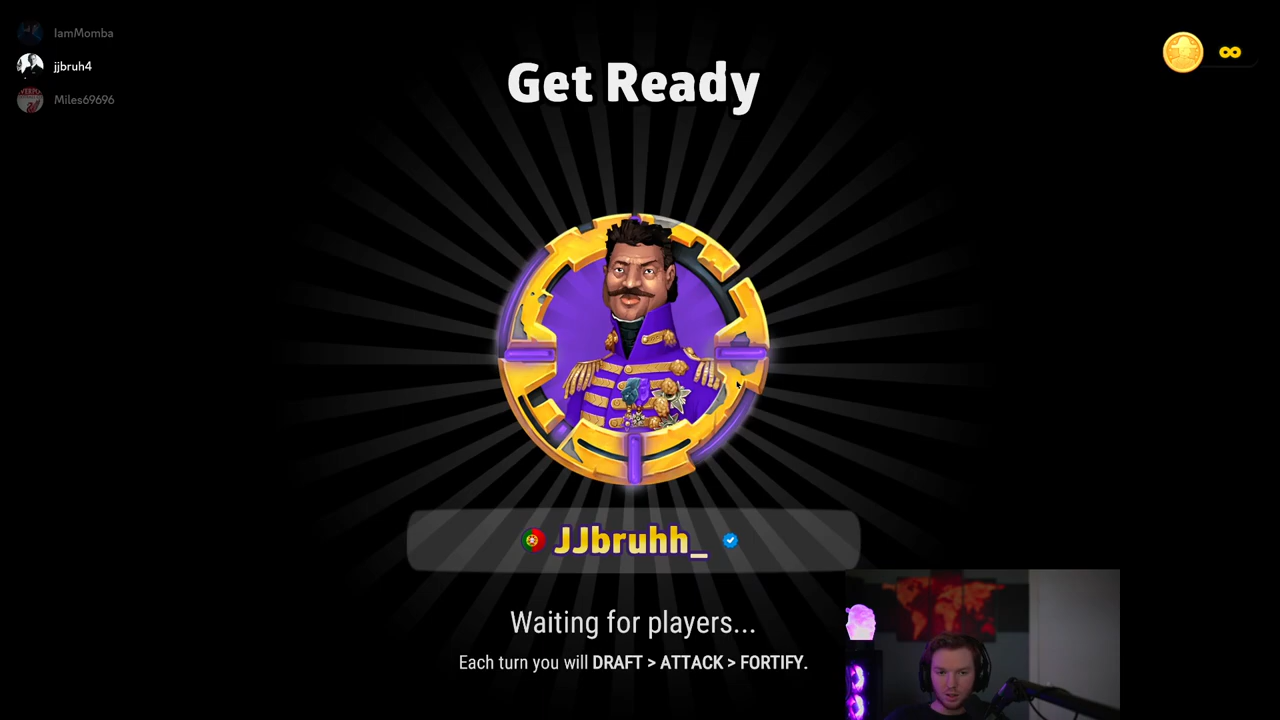 IamMomba
jjbruh4
Miles69696
Get Ready
∞
JJbruhh_
Waiting for players...
Each turn you will DRAFT > ATTACK > FORTIFY.